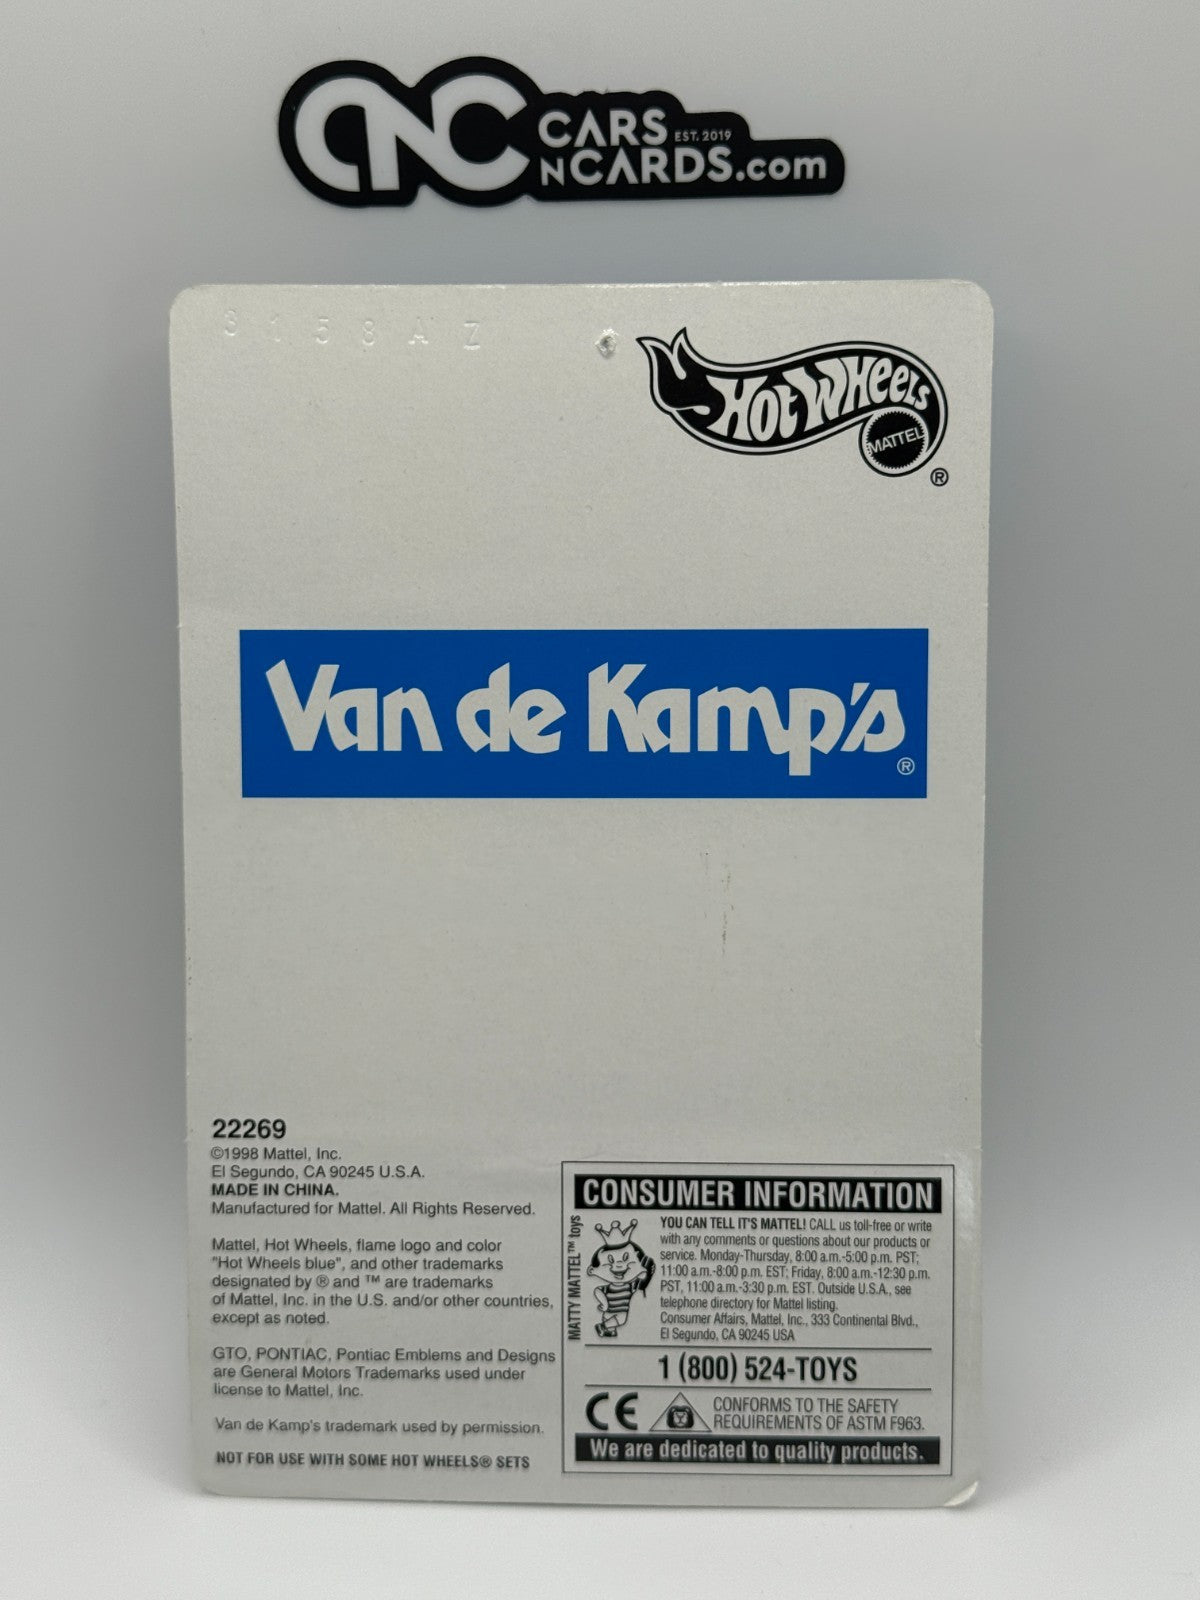 CNC CARS EST. 2019
N CARDS.com
3158AZ
HOT WHEELS
MATTEL
®
Van de Kamp's
®
22269
©1998 Mattel, Inc.
El Segundo, CA 90245 U.S.A.
MADE IN CHINA.
Manufactured for Mattel. All Rights Reserved.
Mattel, Hot Wheels, flame logo and color
"Hot Wheels blue", and other trademarks
designated by ® and ™ are trademarks
of Mattel, Inc. in the U.S. and/or other countries,
except as noted.
GTO, PONTIAC, Pontiac Emblems and Designs
are General Motors Trademarks used under
license to Mattel, Inc.
Van de Kamp's trademark used by permission.
NOT FOR USE WITH SOME HOT WHEELS® SETS
CONSUMER INFORMATION
MATTY MATTEL™ toys
YOU CAN TELL IT'S MATTEL! CALL us toll-free or write
with any comments or questions about our products or
service. Monday-Thursday, 8:00 a.m.-5:00 p.m. PST;
11:00 a.m.-8:00 p.m. EST; Friday, 8:00 a.m.-12:30 p.m.
PST, 11:00 a.m.-3:30 p.m. EST. Outside U.S.A., see
telephone directory for Mattel listing.
Consumer Affairs, Mattel, Inc., 333 Continental Blvd.,
El Segundo, CA 90245 USA
1 (800) 524-TOYS
CE
CONFORMS TO THE SAFETY
REQUIREMENTS OF ASTM F963.
We are dedicated to quality products.